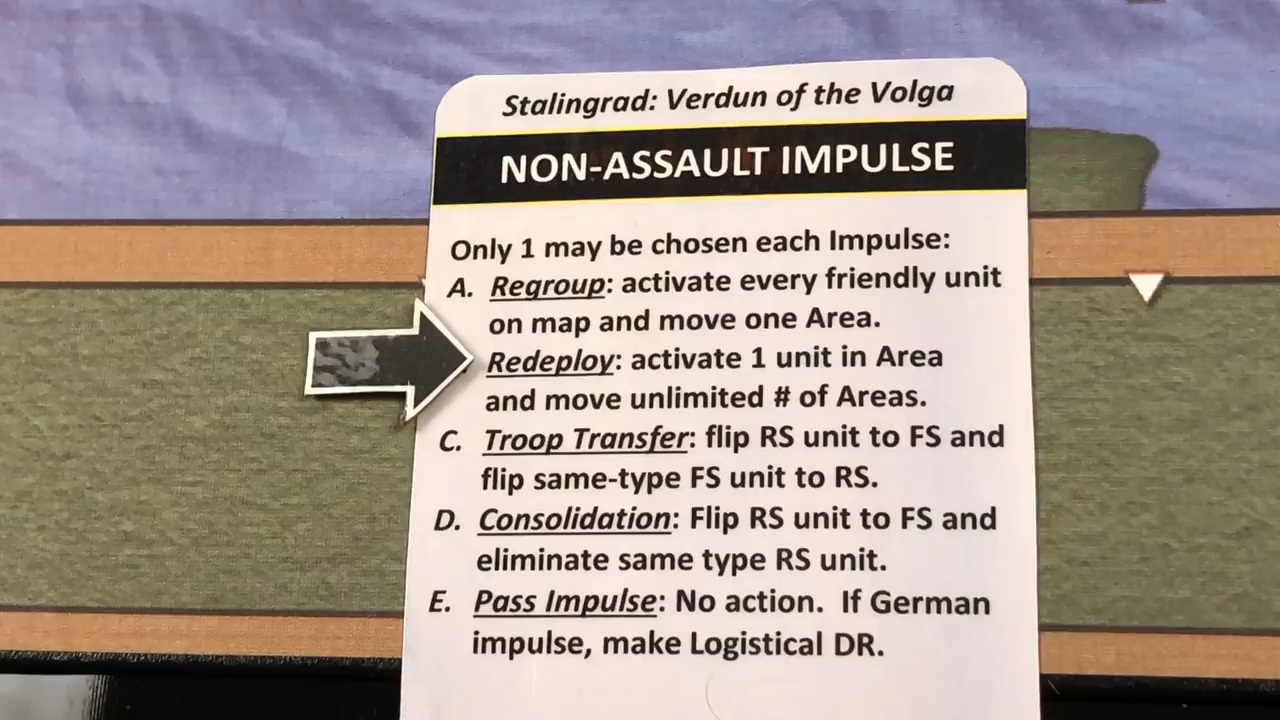 Stalingrad: Verdun of the Volga
NON-ASSAULT IMPULSE
Only 1 may be chosen each Impulse:
A. Regroup: activate every friendly unit
on map and move one Area.
Redeploy: activate 1 unit in Area
and move unlimited # of Areas.
C. Troop Transfer: flip RS unit to FS and
flip same-type FS unit to RS.
D. Consolidation: Flip RS unit to FS and
eliminate same type RS unit.
E. Pass Impulse: No action. If German
impulse, make Logistical DR.